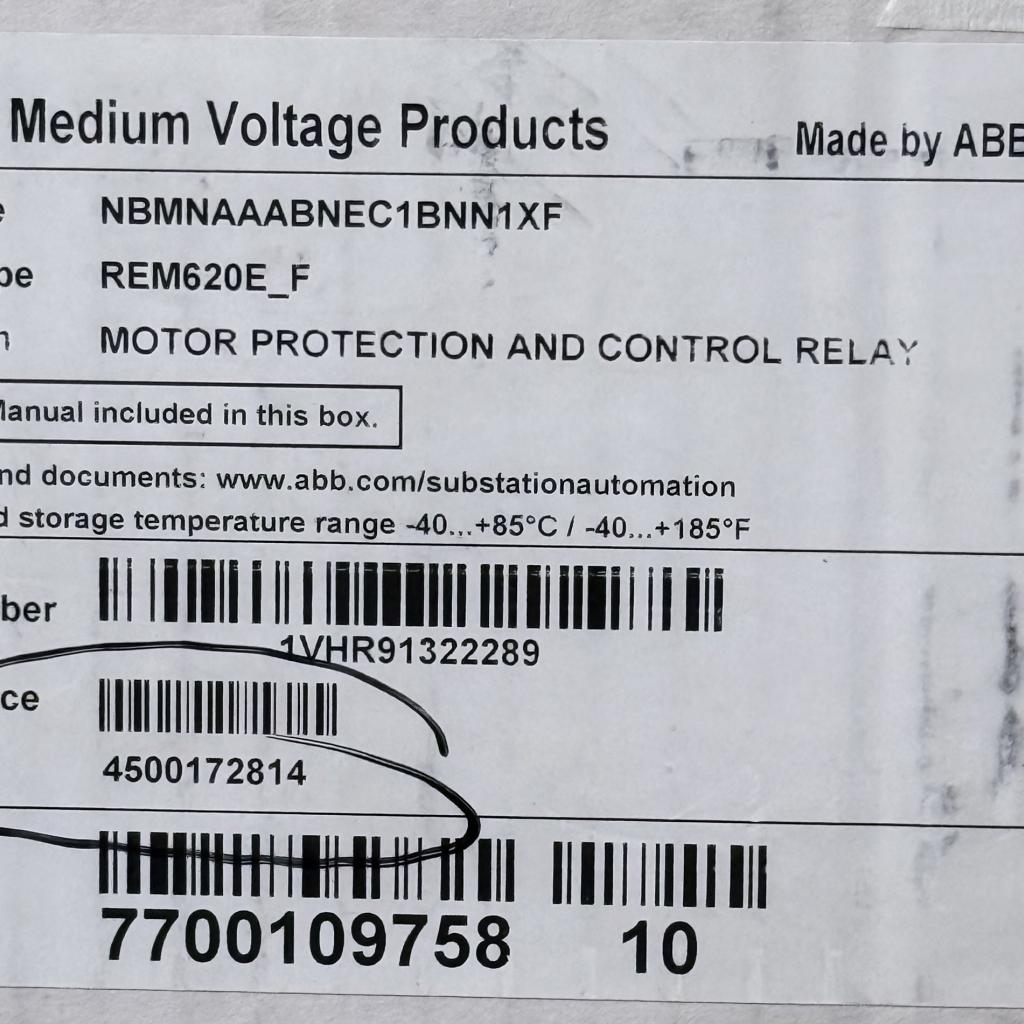 Medium Voltage Products
Made by ABB
e NBMNAAABNEC1BNN1XF
pe REM620E_F
n MOTOR PROTECTION AND CONTROL RELAY
Manual included in this box.
nd documents: www.abb.com/substationautomation
d storage temperature range -40...+85°C / -40...+185°F
ber
1VHR91322289
ce
4500172814
7700109758 10